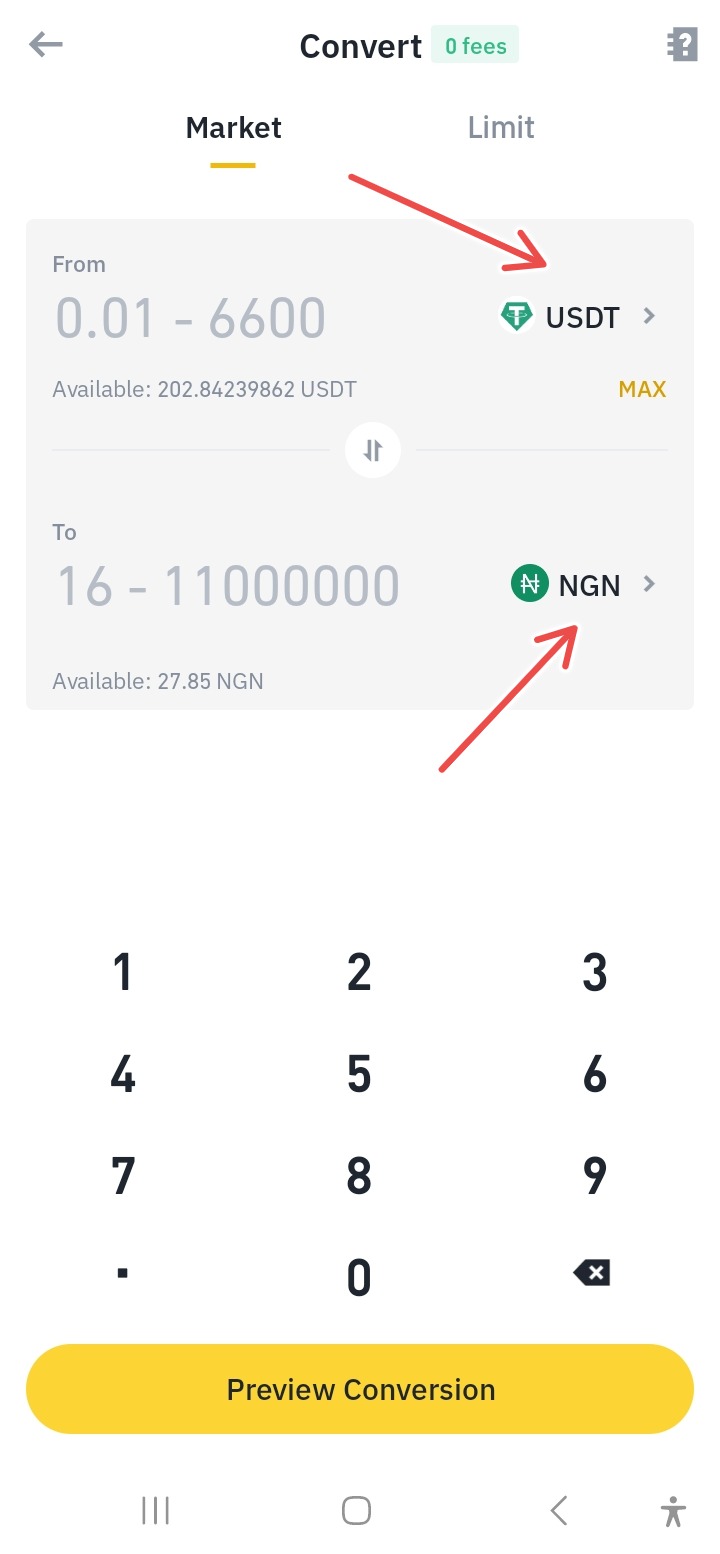 Convert 0 fees
Market Limit
From
0.01 - 6600 USDT
Available: 202.84239862 USDT MAX
To
16 - 11000000 NGN
Available: 27.85 NGN
1 2 3
4 5 6
7 8 9
. 0
Preview Conversion